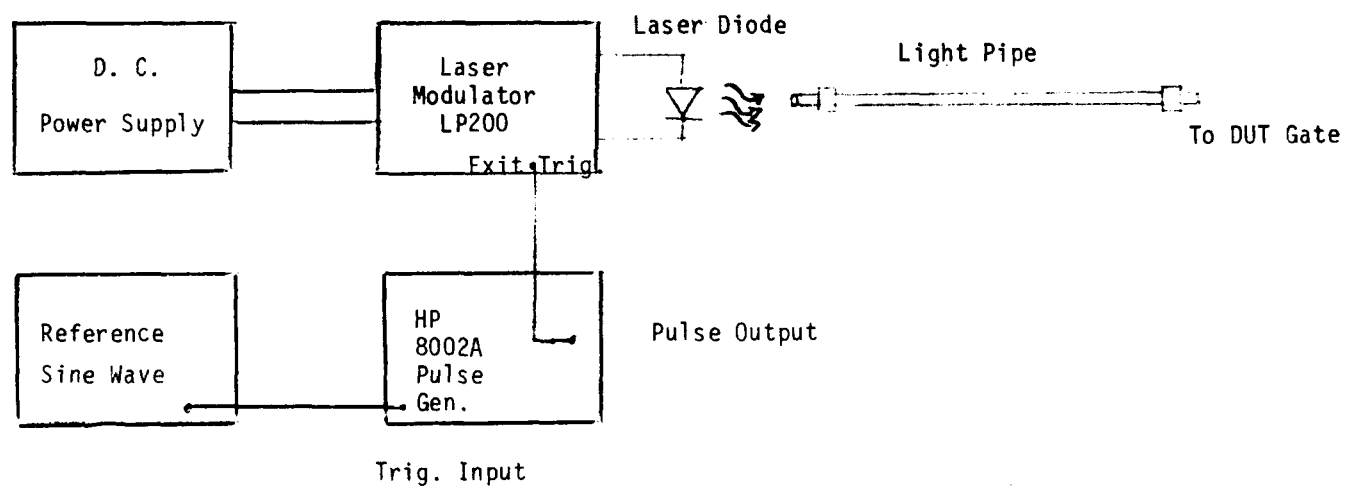 D. C.
Power Supply
Laser
Modulator
LP200
Exit Trig
Laser Diode
Light Pipe
To DUT Gate
Reference
Sine Wave
HP
8002A
Pulse
Gen.
Pulse Output
Trig. Input